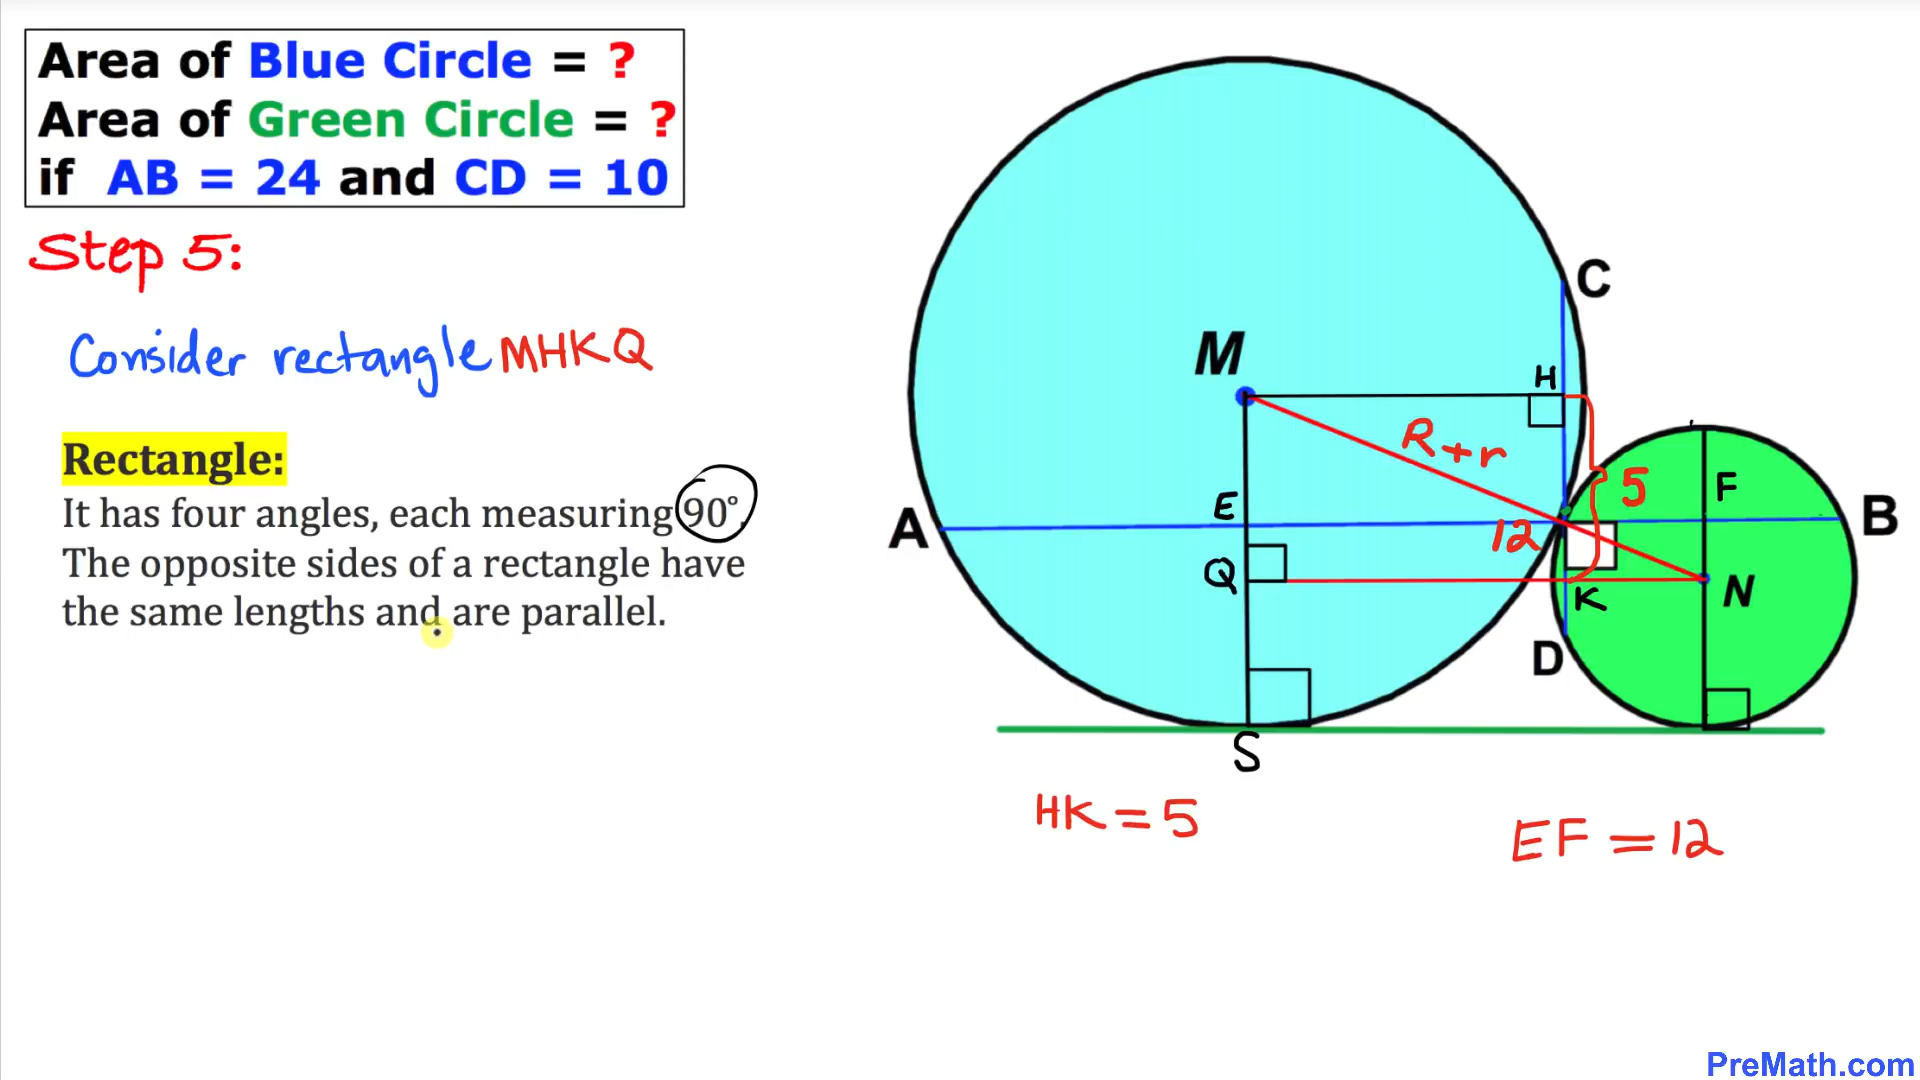 Area of Blue Circle = ?
Area of Green Circle = ?
if AB = 24 and CD = 10
Step 5:
Consider rectangle MHKQ
Rectangle:
It has four angles, each measuring 90°.
The opposite sides of a rectangle have
the same lengths and are parallel.
C
M
H
R+r
5
F
E
B
A
12
Q
K
N
D
S
HK = 5
EF = 12
PreMath.com